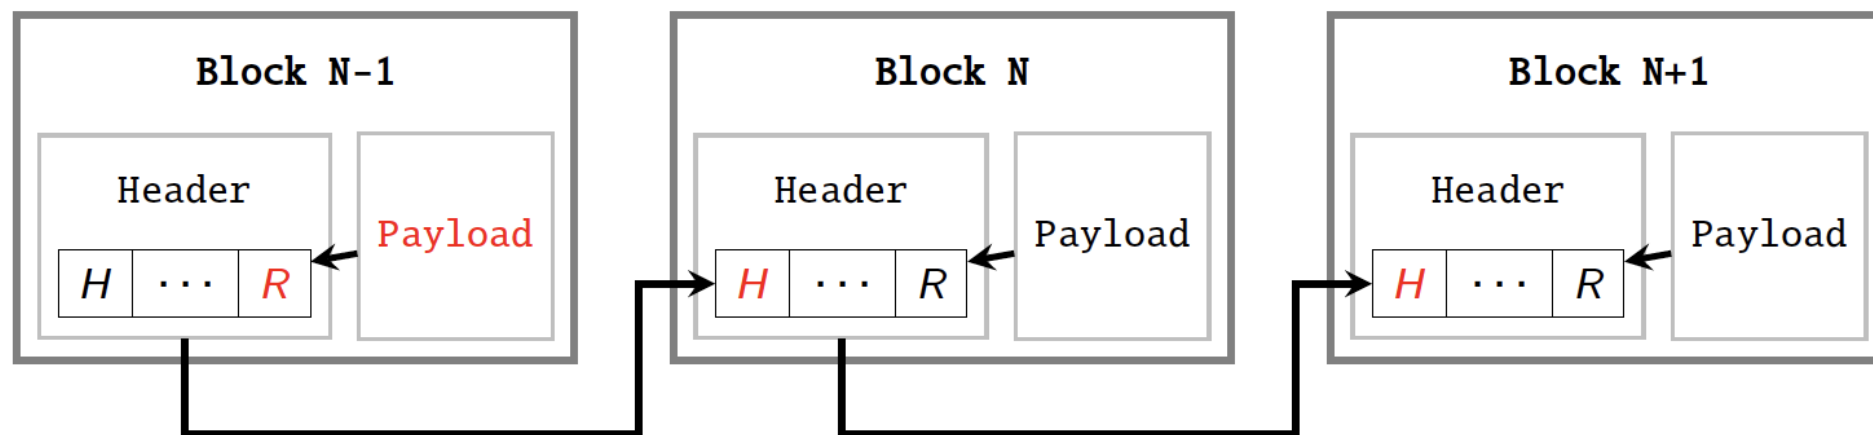 Block N-1
Header
Payload
H ... R
Block N
Header
Payload
H ... R
Block N+1
Header
Payload
H ... R